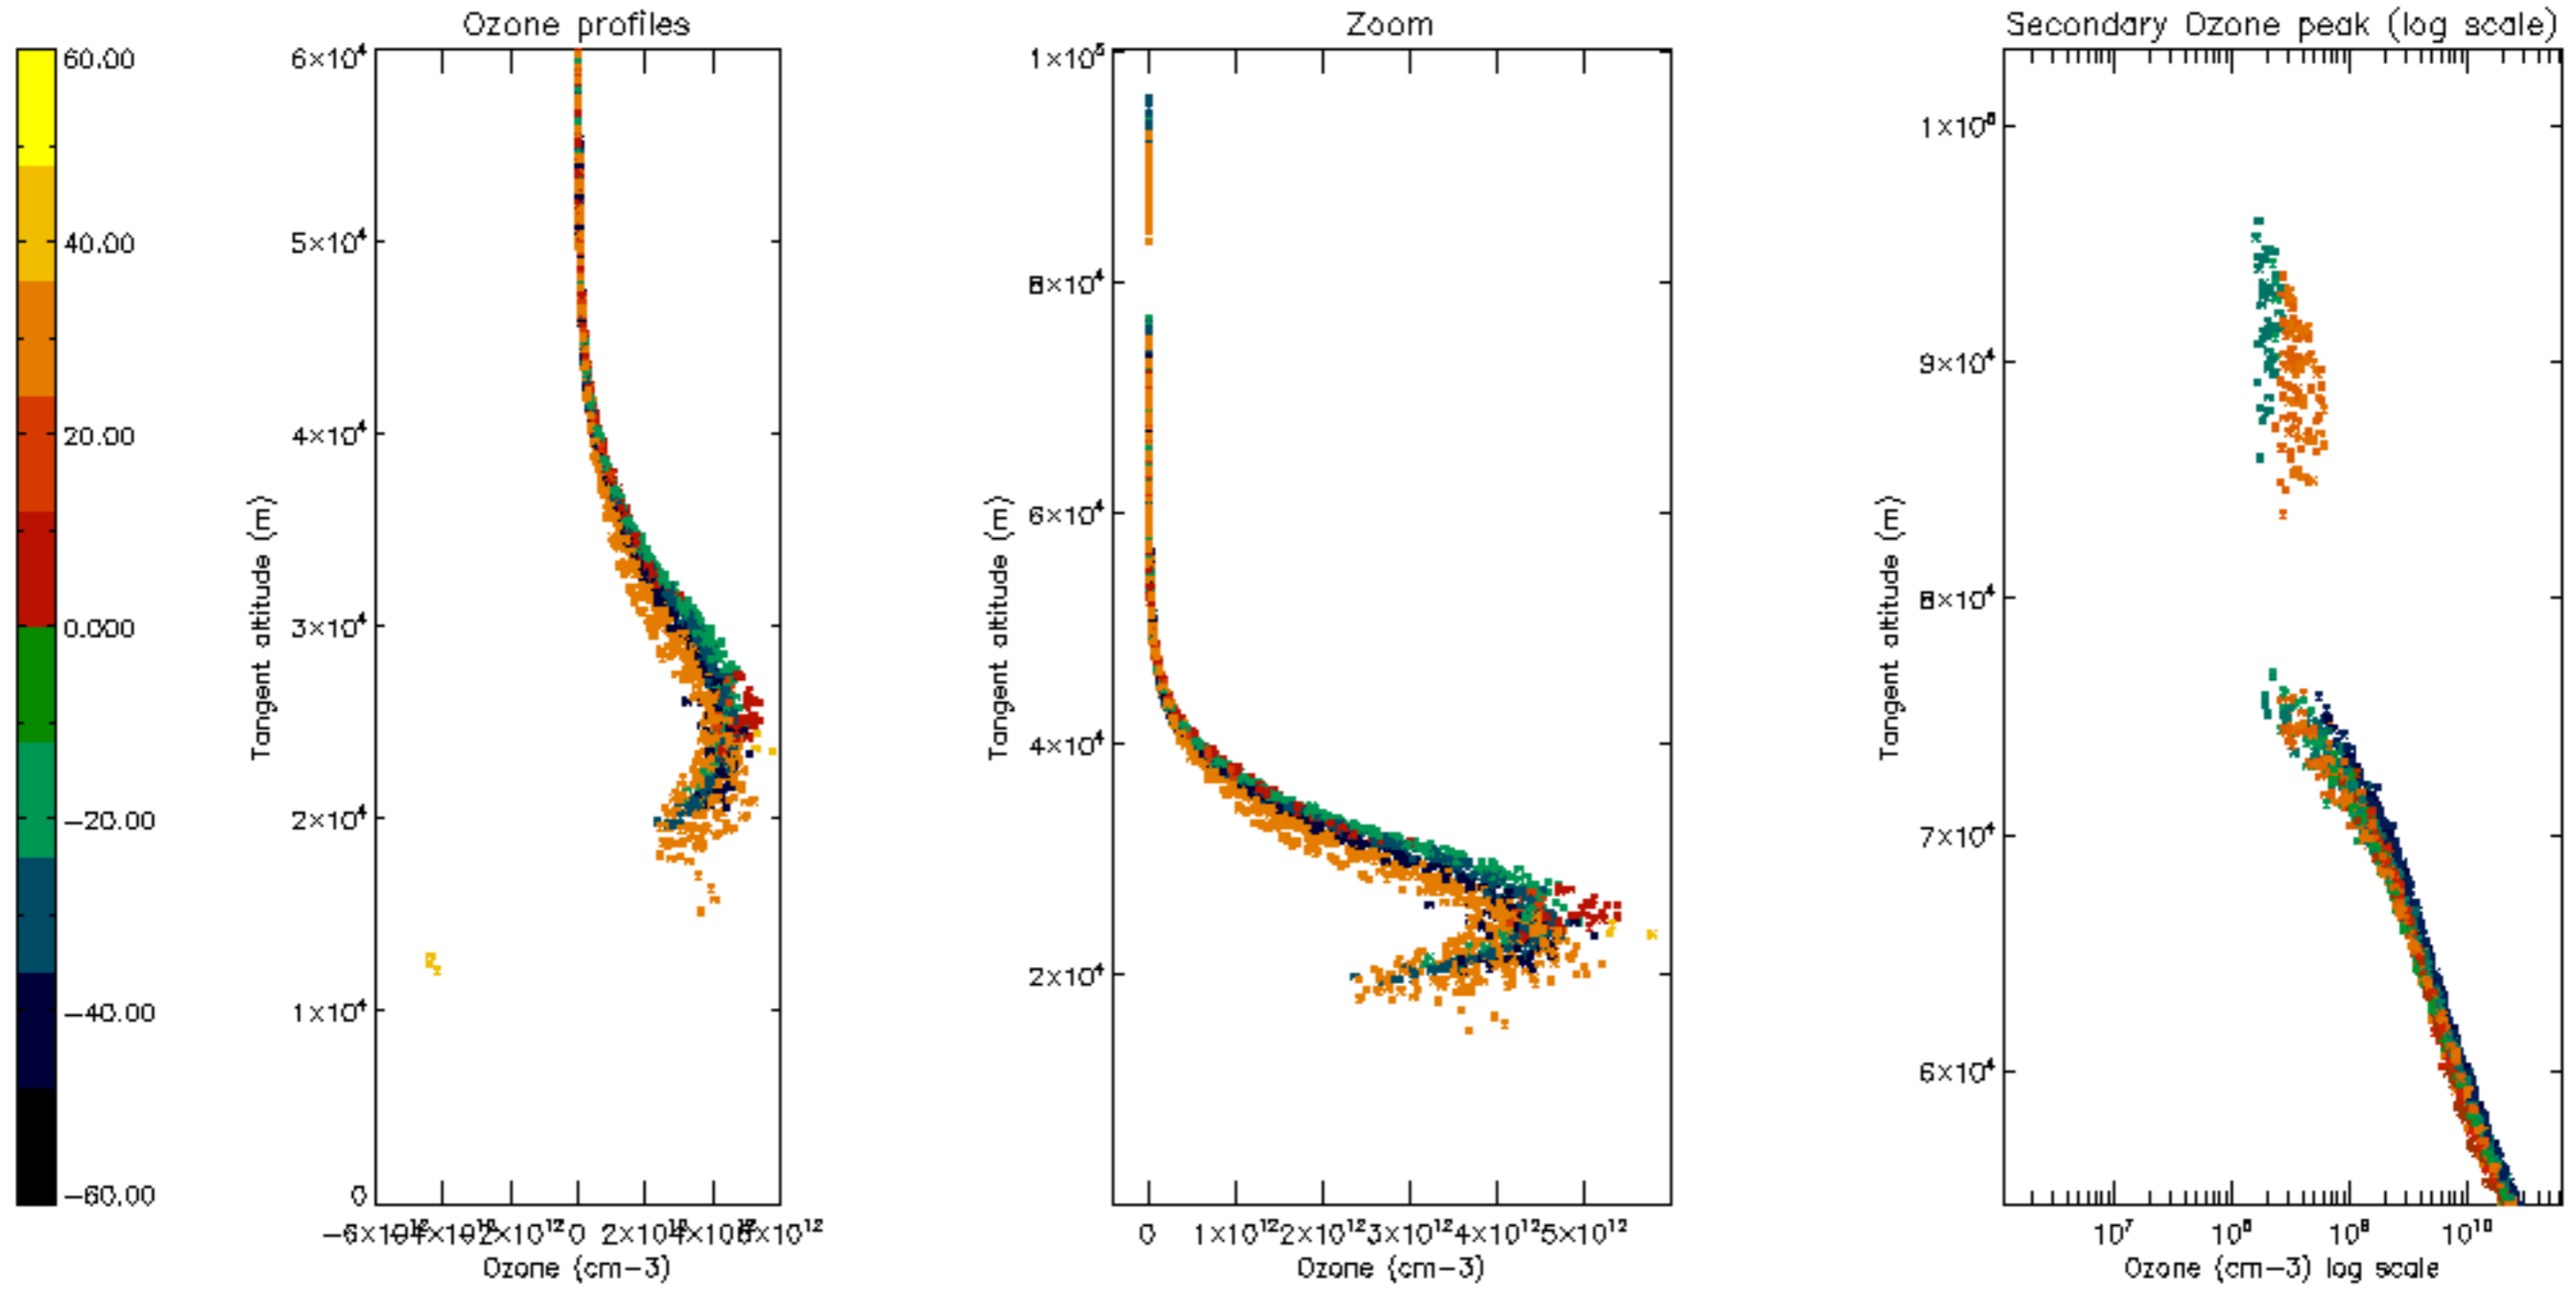 Ozone profiles
Zoom
Secondary Ozone peak (log scale)
60.00
40.00
20.00
0.000
−20.00
−40.00
−60.00
Tangent altitude (m)
6×10⁴
5×10⁴
4×10⁴
3×10⁴
2×10⁴
1×10⁴
0
0
Ozone (cm−3)
Tangent altitude (m)
1×10⁵
8×10⁴
6×10⁴
4×10⁴
2×10⁴
0 1×10¹² 2×10¹² 3×10¹² 4×10¹² 5×10¹²
Ozone (cm−3)
Tangent altitude (m)
1×10⁵
9×10⁴
8×10⁴
7×10⁴
6×10⁴
10⁷ 10⁸ 10⁹ 10¹⁰
Ozone (cm−3) log scale